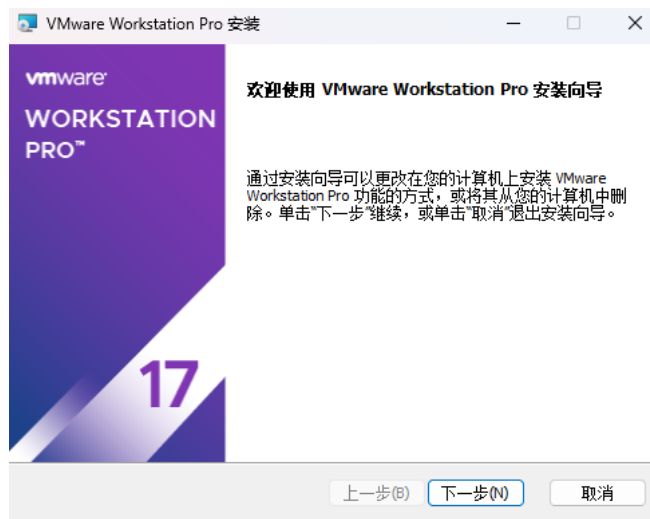 VMware Workstation Pro 安装
vmware
WORKSTATION
PRO™
17
欢迎使用 VMware Workstation Pro 安装向导
通过安装向导可以更改在您的计算机上安装 VMware
Workstation Pro 功能的方式，或将其从您的计算机中删
除。单击“下一步”继续，或单击“取消”退出安装向导。
上一步(B)
下一步(N)
取消